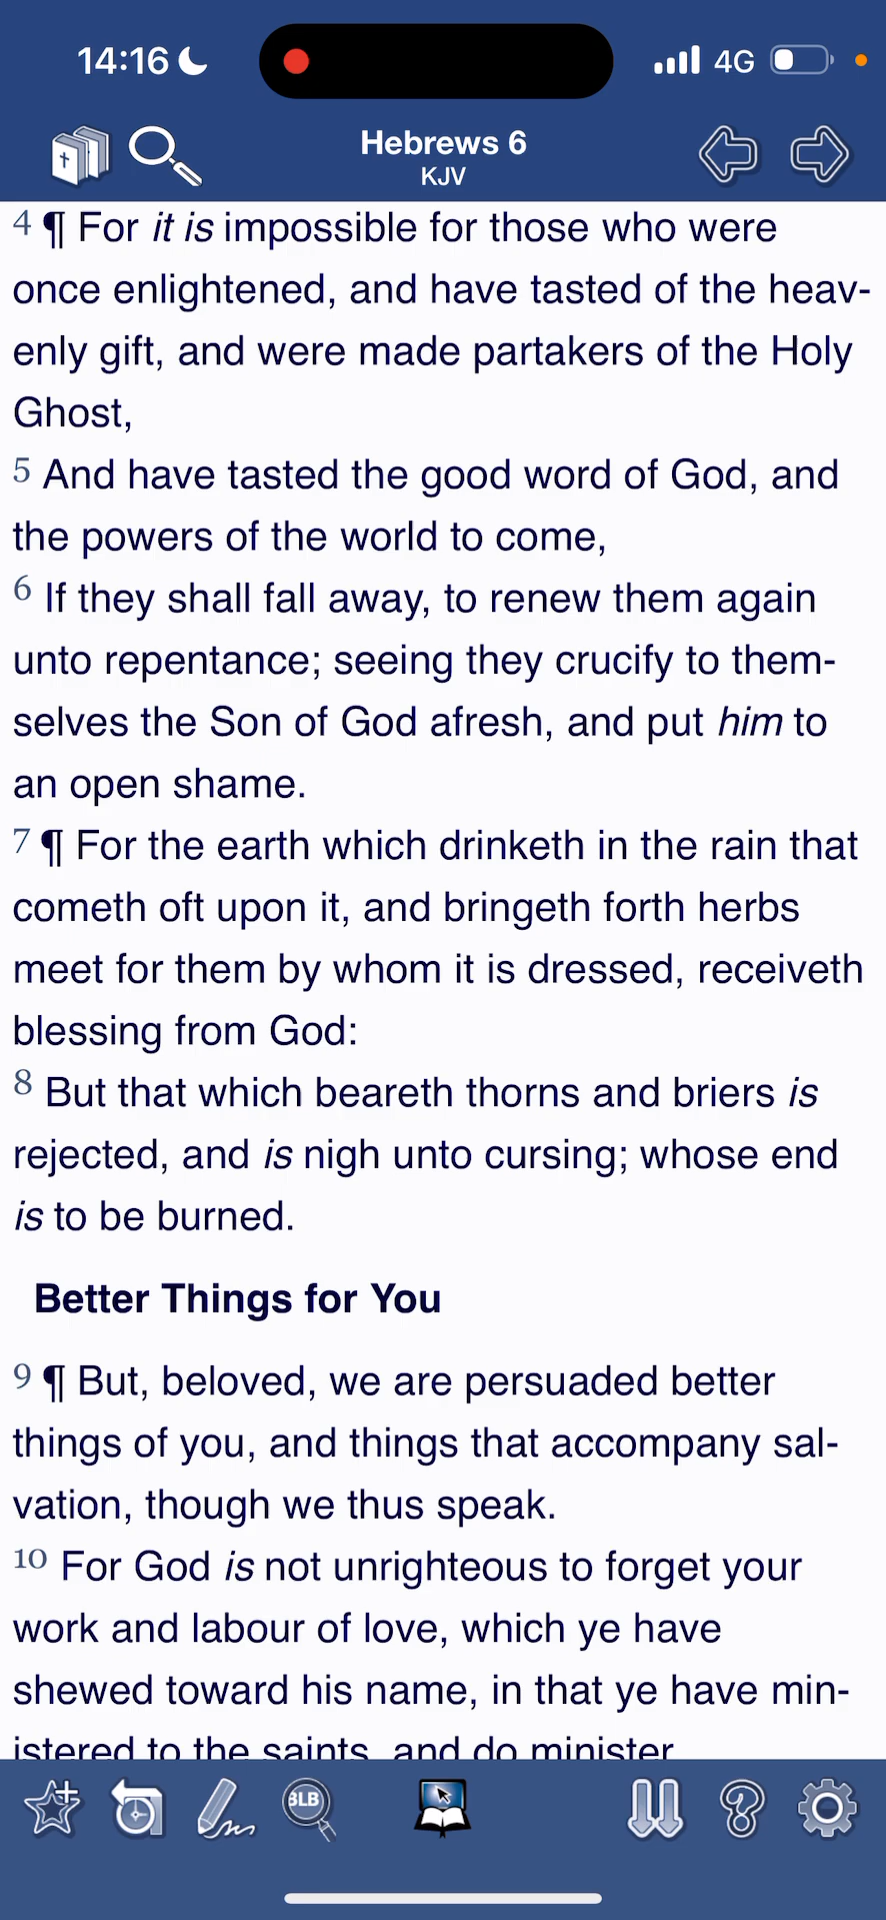 14:16
4G
Hebrews 6
KJV
4 ¶ For it is impossible for those who were
once enlightened, and have tasted of the heav-
enly gift, and were made partakers of the Holy
Ghost,
5 And have tasted the good word of God, and
the powers of the world to come,
6 If they shall fall away, to renew them again
unto repentance; seeing they crucify to them-
selves the Son of God afresh, and put him to
an open shame.
7 ¶ For the earth which drinketh in the rain that
cometh oft upon it, and bringeth forth herbs
meet for them by whom it is dressed, receiveth
blessing from God:
8 But that which beareth thorns and briers is
rejected, and is nigh unto cursing; whose end
is to be burned.
Better Things for You
9 ¶ But, beloved, we are persuaded better
things of you, and things that accompany sal-
vation, though we thus speak.
10 For God is not unrighteous to forget your
work and labour of love, which ye have
shewed toward his name, in that ye have min-
istered to the saints, and do minister
BLB